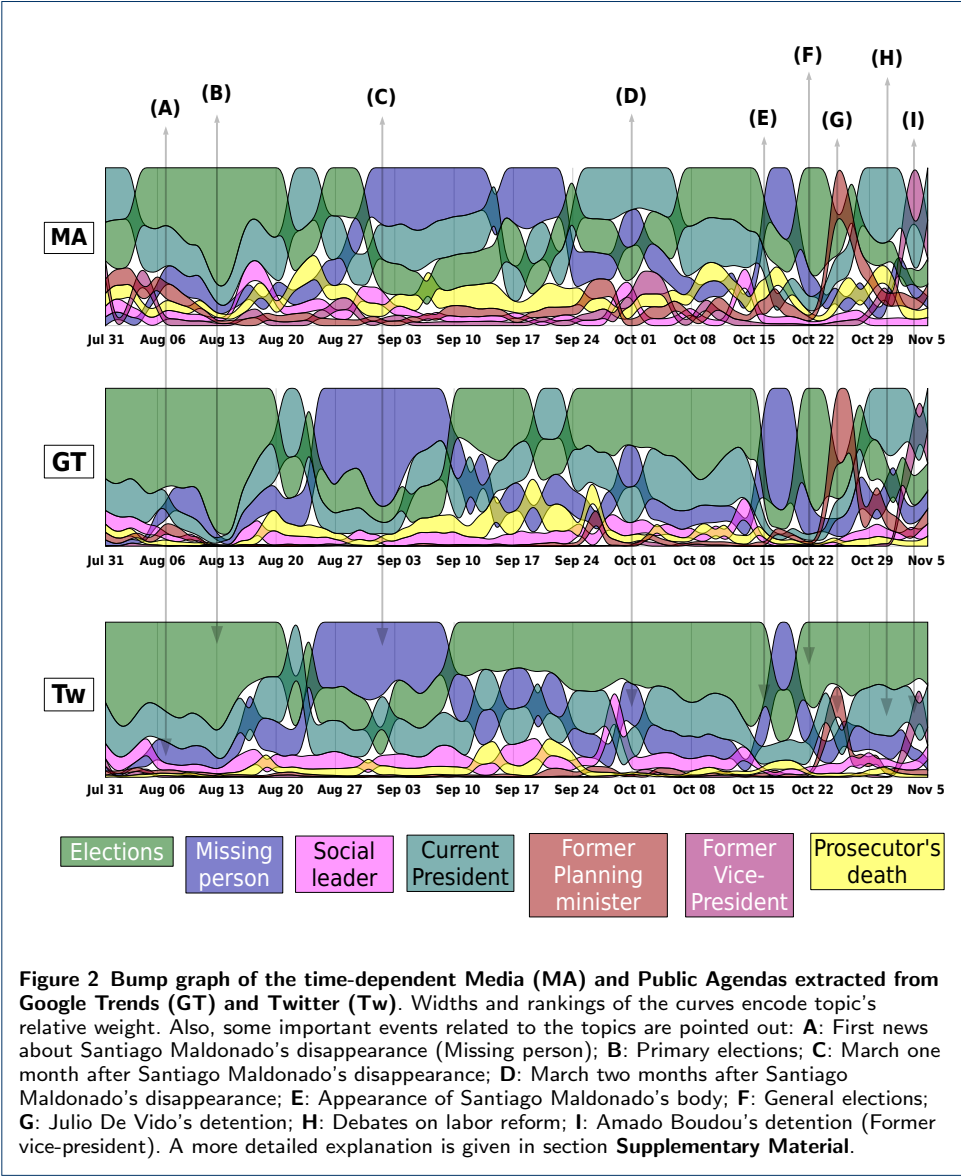 (F)
(H)
(B)
(C)
(D)
(A)
(E)
(G)
(I)
MA
Jul 31 Aug 06 Aug 13 Aug 20 Aug 27 Sep 03 Sep 10 Sep 17 Sep 24 Oct 01 Oct 08 Oct 15 Oct 22 Oct 29 Nov 5
GT
Jul 31 Aug 06 Aug 13 Aug 20 Aug 27 Sep 03 Sep 10 Sep 17 Sep 24 Oct 01 Oct 08 Oct 15 Oct 22 Oct 29 Nov 5
Tw
Jul 31 Aug 06 Aug 13 Aug 20 Aug 27 Sep 03 Sep 10 Sep 17 Sep 24 Oct 01 Oct 08 Oct 15 Oct 22 Oct 29 Nov 5
Elections
Missing
person
Social
leader
Current
President
Former
Planning
minister
Former
Vice-
President
Prosecutor's
death
Figure 2 Bump graph of the time-dependent Media (MA) and Public Agendas extracted from
Google Trends (GT) and Twitter (Tw). Widths and rankings of the curves encode topic's
relative weight. Also, some important events related to the topics are pointed out: A: First news
about Santiago Maldonado's disappearance (Missing person); B: Primary elections; C: March one
month after Santiago Maldonado's disappearance; D: March two months after Santiago
Maldonado's disappearance; E: Appearance of Santiago Maldonado's body; F: General elections;
G: Julio De Vido's detention; H: Debates on labor reform; I: Amado Boudou's detention (Former
vice-president). A more detailed explanation is given in section Supplementary Material.